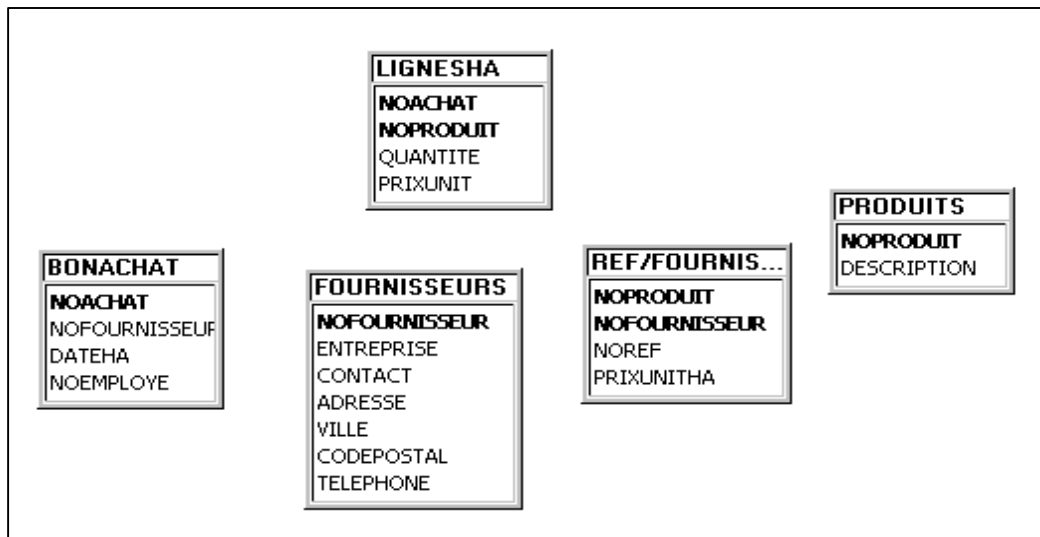 LIGNESHA
NOACHAT
NOPRODUIT
QUANTITE
PRIXUNIT
PRODUITS
NOPRODUIT
DESCRIPTION
BONACHAT
NOACHAT
NOFOURNISSEUR
DATEHA
NOEMPLOYE
FOURNISSEURS
NOFOURNISSEUR
ENTREPRISE
CONTACT
ADRESSE
VILLE
CODEPOSTAL
TELEPHONE
REF/FOURNIS...
NOPRODUIT
NOFOURNISSEUR
NOREF
PRIXUNITHA